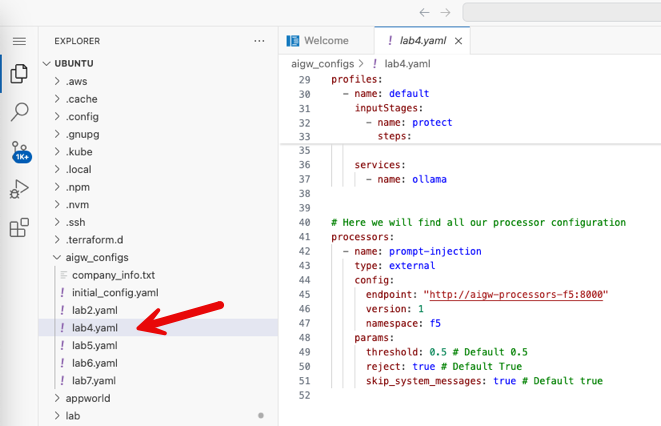 EXPLORER
...
UBUNTU
.aws
.cache
.config
.gnupg
.kube
.local
.npm
.nvm
.ssh
.terraform.d
aigw_configs
company_info.txt
! initial_config.yaml
! lab2.yaml
! lab4.yaml
! lab5.yaml
! lab6.yaml
! lab7.yaml
appworld
lab
1K+
Welcome
! lab4.yaml
aigw_configs > ! lab4.yaml
29 profiles:
30 - name: default
31 inputStages:
32 - name: protect
33 steps:
35
36 services:
37 - name: ollama
38
39
40 # Here we will find all our processor configuration
41 processors:
42 - name: prompt-injection
43 type: external
44 config:
45 endpoint: "http://aigw-processors-f5:8000"
46 version: 1
47 namespace: f5
48 params:
49 threshold: 0.5 # Default 0.5
50 reject: true # Default True
51 skip_system_messages: true # Default true
52